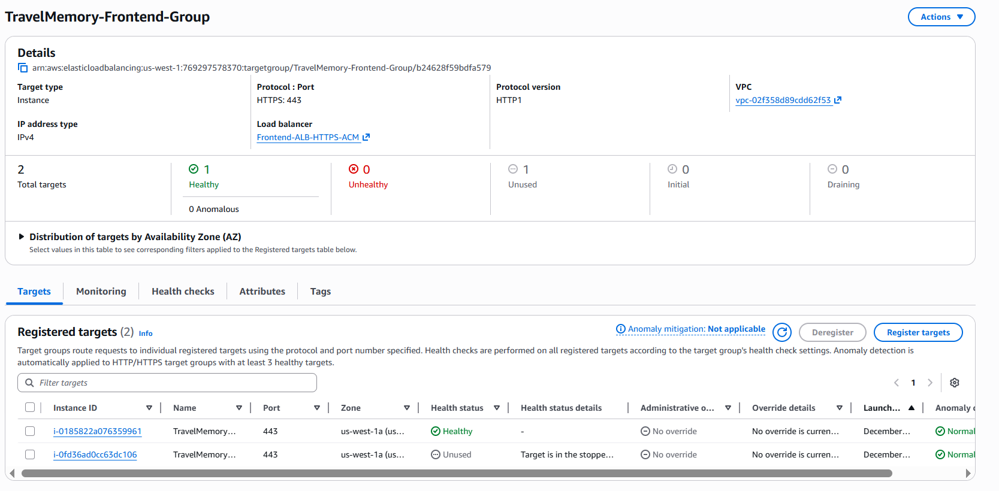 TravelMemory-Frontend-Group
Actions
Details
arn:aws:elasticloadbalancing:us-west-1:769297578370:targetgroup/TravelMemory-Frontend-Group/b24628f59bdfa579
Target type
Instance
Protocol : Port
HTTPS: 443
Protocol version
HTTP1
VPC
vpc-02f358d89cdd62f53
IP address type
IPv4
Load balancer
Frontend-ALB-HTTPS-ACM
2
Total targets
1
Healthy
0 Anomalous
0
Unhealthy
1
Unused
0
Initial
0
Draining
Distribution of targets by Availability Zone (AZ)
Select values in this table to see corresponding filters applied to the Registered targets table below.
Targets Monitoring Health checks Attributes Tags
Registered targets (2) Info
Anomaly mitigation: Not applicable
Deregister
Register targets
Target groups route requests to individual registered targets using the protocol and port number specified. Health checks are performed on all registered targets according to the target group's health check settings. Anomaly detection is
automatically applied to HTTP/HTTPS target groups with at least 3 healthy targets.
Filter targets
1
Instance ID Name Port Zone Health status Health status details Administrative o... Override details Launch... Anomaly
i-0185822a076359961 TravelMemory... 443 us-west-1a (us... Healthy - No override No override is curren... December... Normal
i-0fd36ad0cc63dc106 TravelMemory... 443 us-west-1a (us... Unused Target is in the stoppe... No override No override is curren... December... Normal